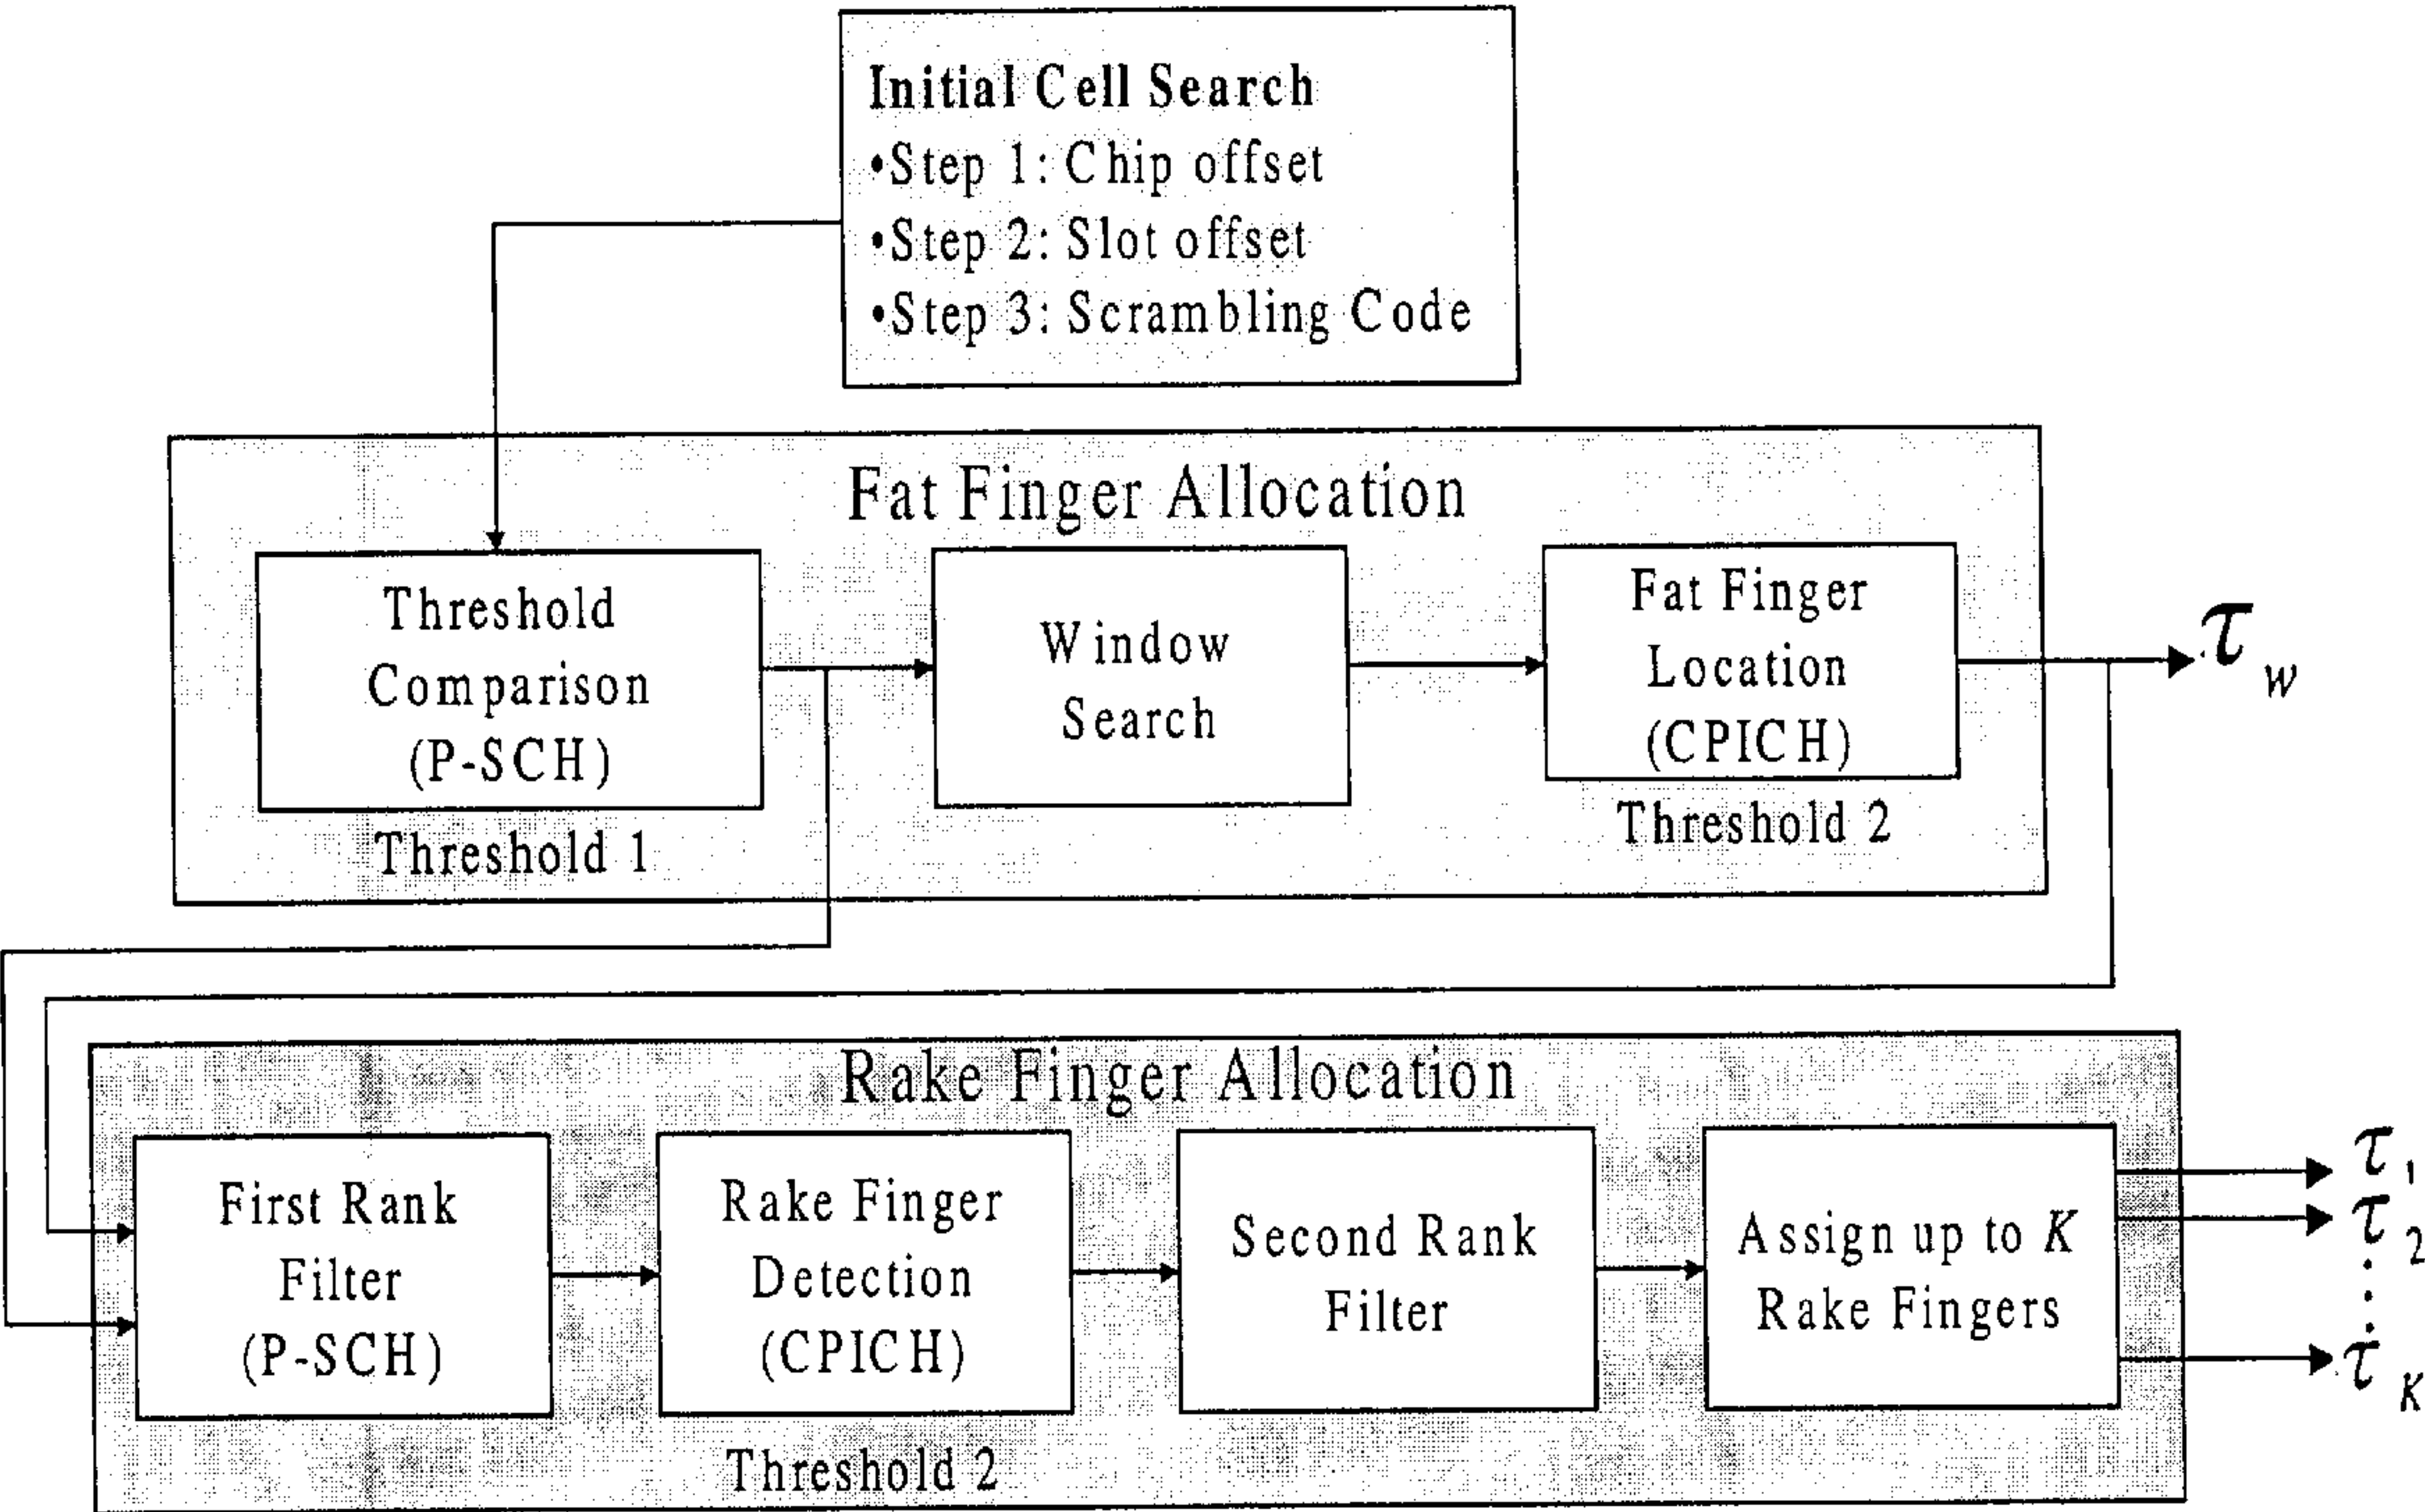 Initial Cell Search
•Step 1: Chip offset
•Step 2: Slot offset
•Step 3: Scrambling Code
Fat Finger Allocation
Threshold
Comparison
(P-SCH)
Threshold 1
Window
Search
Fat Finger
Location
(CPICH)
Threshold 2
τw
Rake Finger Allocation
First Rank
Filter
(P-SCH)
Rake Finger
Detection
(CPICH)
Threshold 2
Second Rank
Filter
Assign up to K
Rake Fingers
τ1
τ2
τK